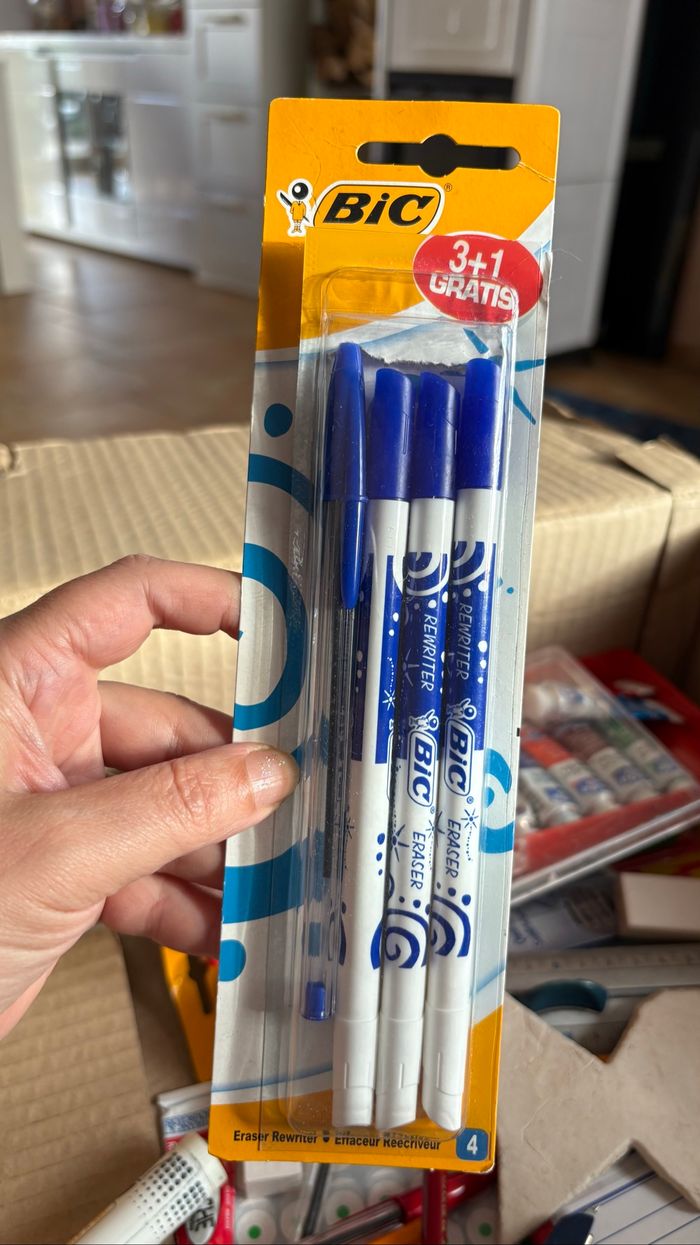 BiC®
3+1
GRATIS
REWRITER
BiC®
ERASER
REWRITER
BiC®
ERASER
Eraser Rewriter • Effaceur Réécriveur
4